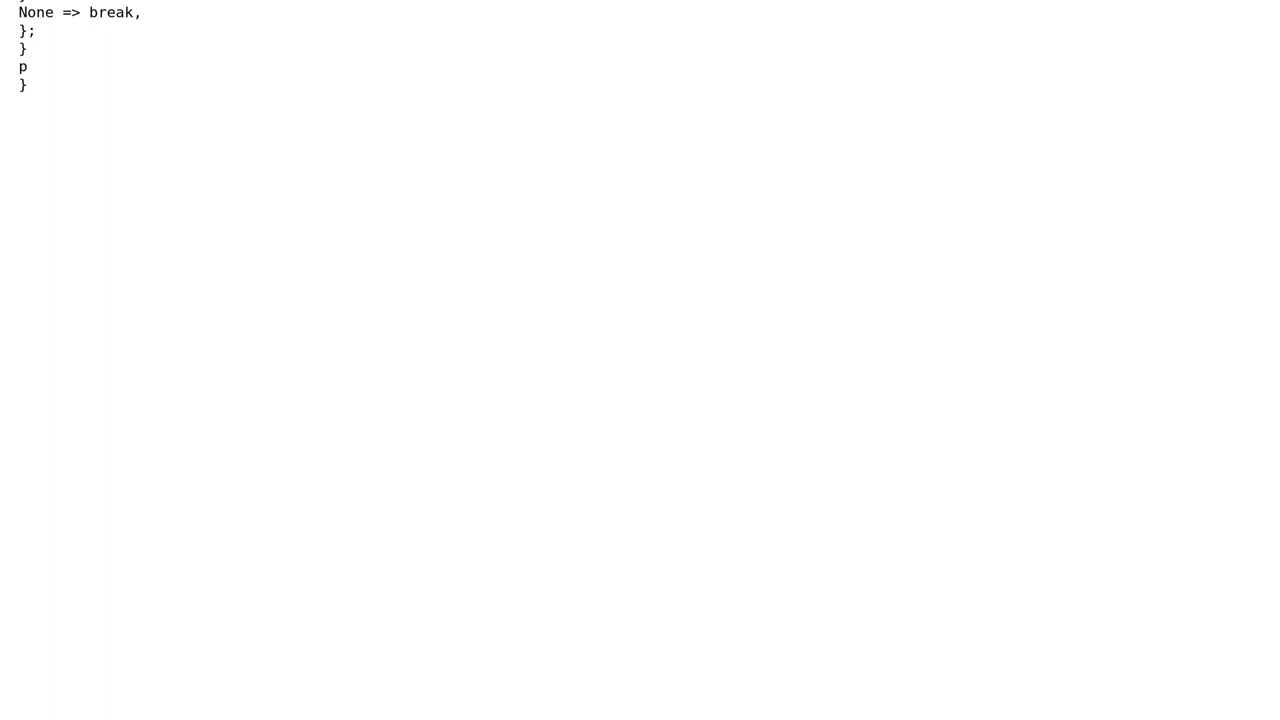 None => break,
};
}
p
}